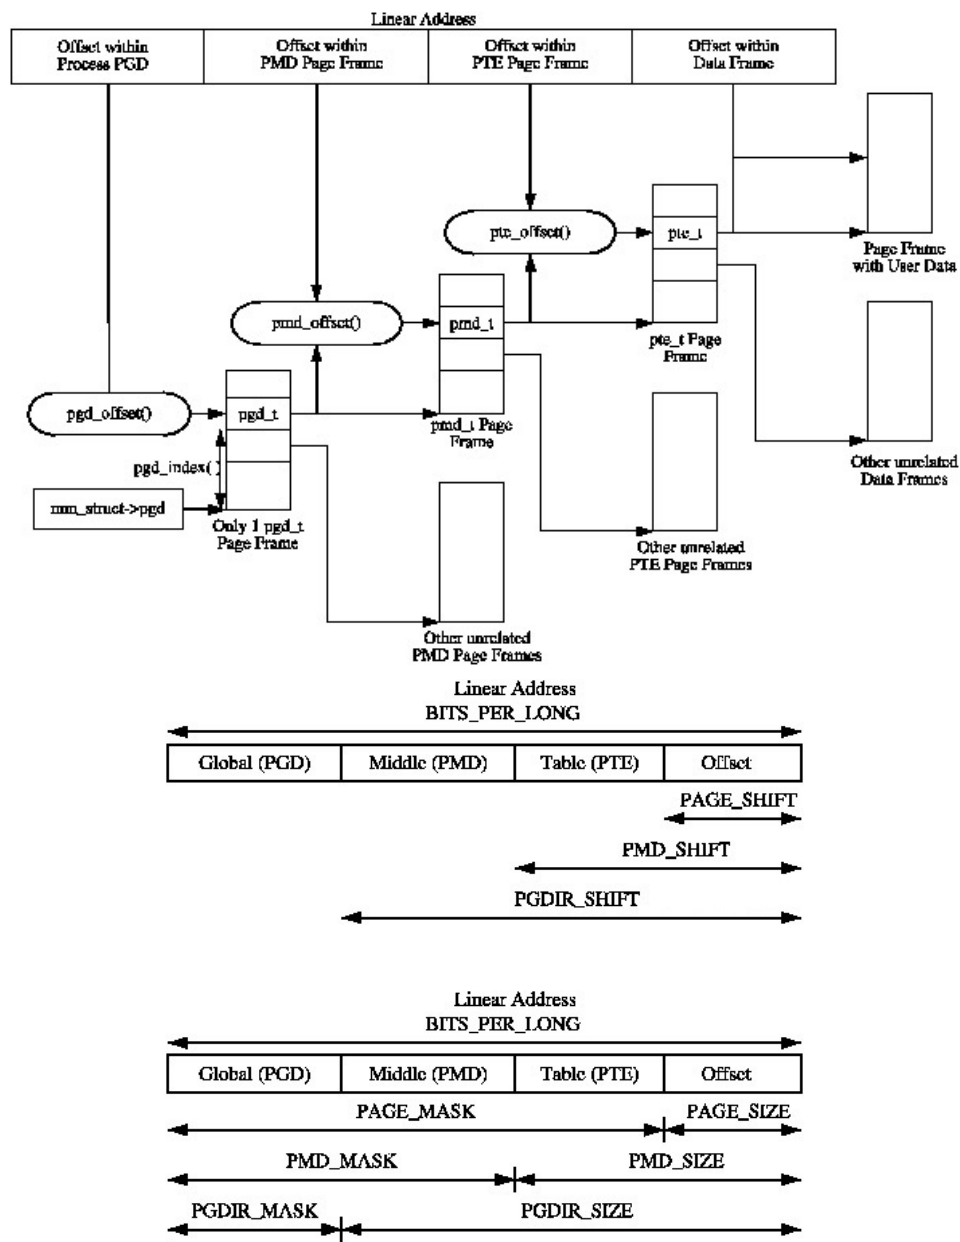 Linear Address
Offset within
Process PGD
Offset within
PMD Page Frame
Offset within
PTE Page Frame
Offset within
Data Frame
pte_offset()
pte_t
Page Frame
with User Data
pmd_offset()
pmd_t
pte_t Page
Frame
pgd_offset()
pgd_t
pmd_t Page
Frame
pgd_index()
Other unrelated
Data Frames
mm_struct->pgd
Only 1 pgd_t
Page Frame
Other unrelated
PTE Page Frames
Other unrelated
PMD Page Frames
Linear Address
BITS_PER_LONG
Global (PGD)
Middle (PMD)
Table (PTE)
Offset
PAGE_SHIFT
PMD_SHIFT
PGDIR_SHIFT
Linear Address
BITS_PER_LONG
Global (PGD)
Middle (PMD)
Table (PTE)
Offset
PAGE_MASK
PAGE_SIZE
PMD_MASK
PMD_SIZE
PGDIR_MASK
PGDIR_SIZE